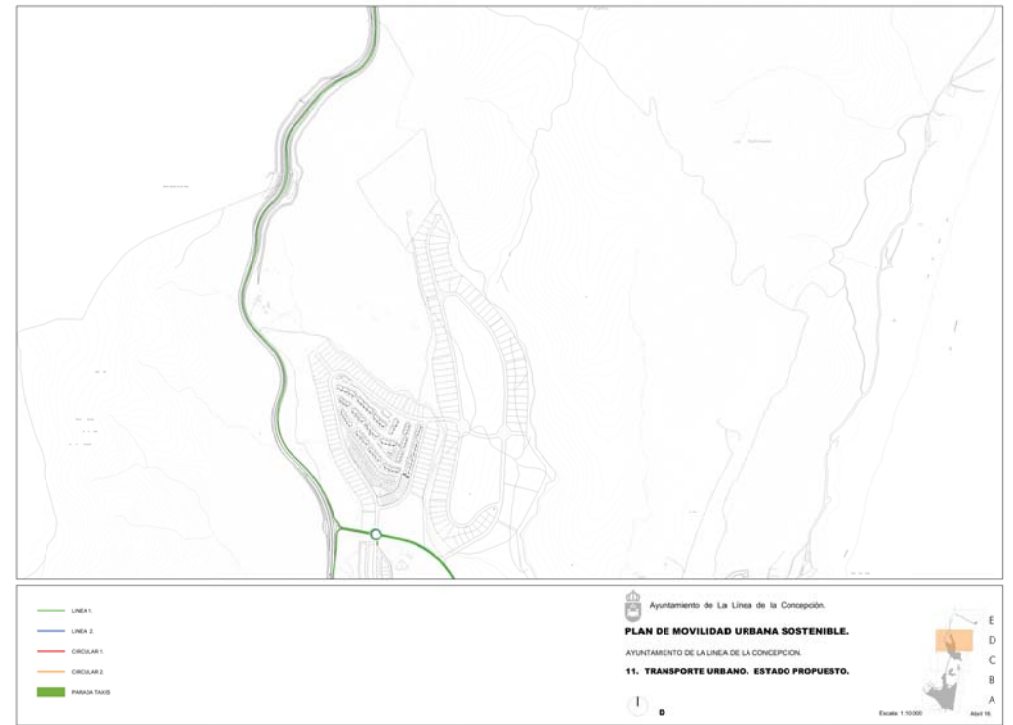 LINEA 1.
LINEA 2.
CIRCULAR 1.
CIRCULAR 2.
PARADA TAXIS
Ayuntamiento de La Línea de la Concepción.
PLAN DE MOVILIDAD URBANA SOSTENIBLE.
AYUNTAMIENTO DE LA LINEA DE LA CONCEPCION.
11. TRANSPORTE URBANO. ESTADO PROPUESTO.
D
E
D
C
B
A
Escala: 1:10.000
Abril 16.